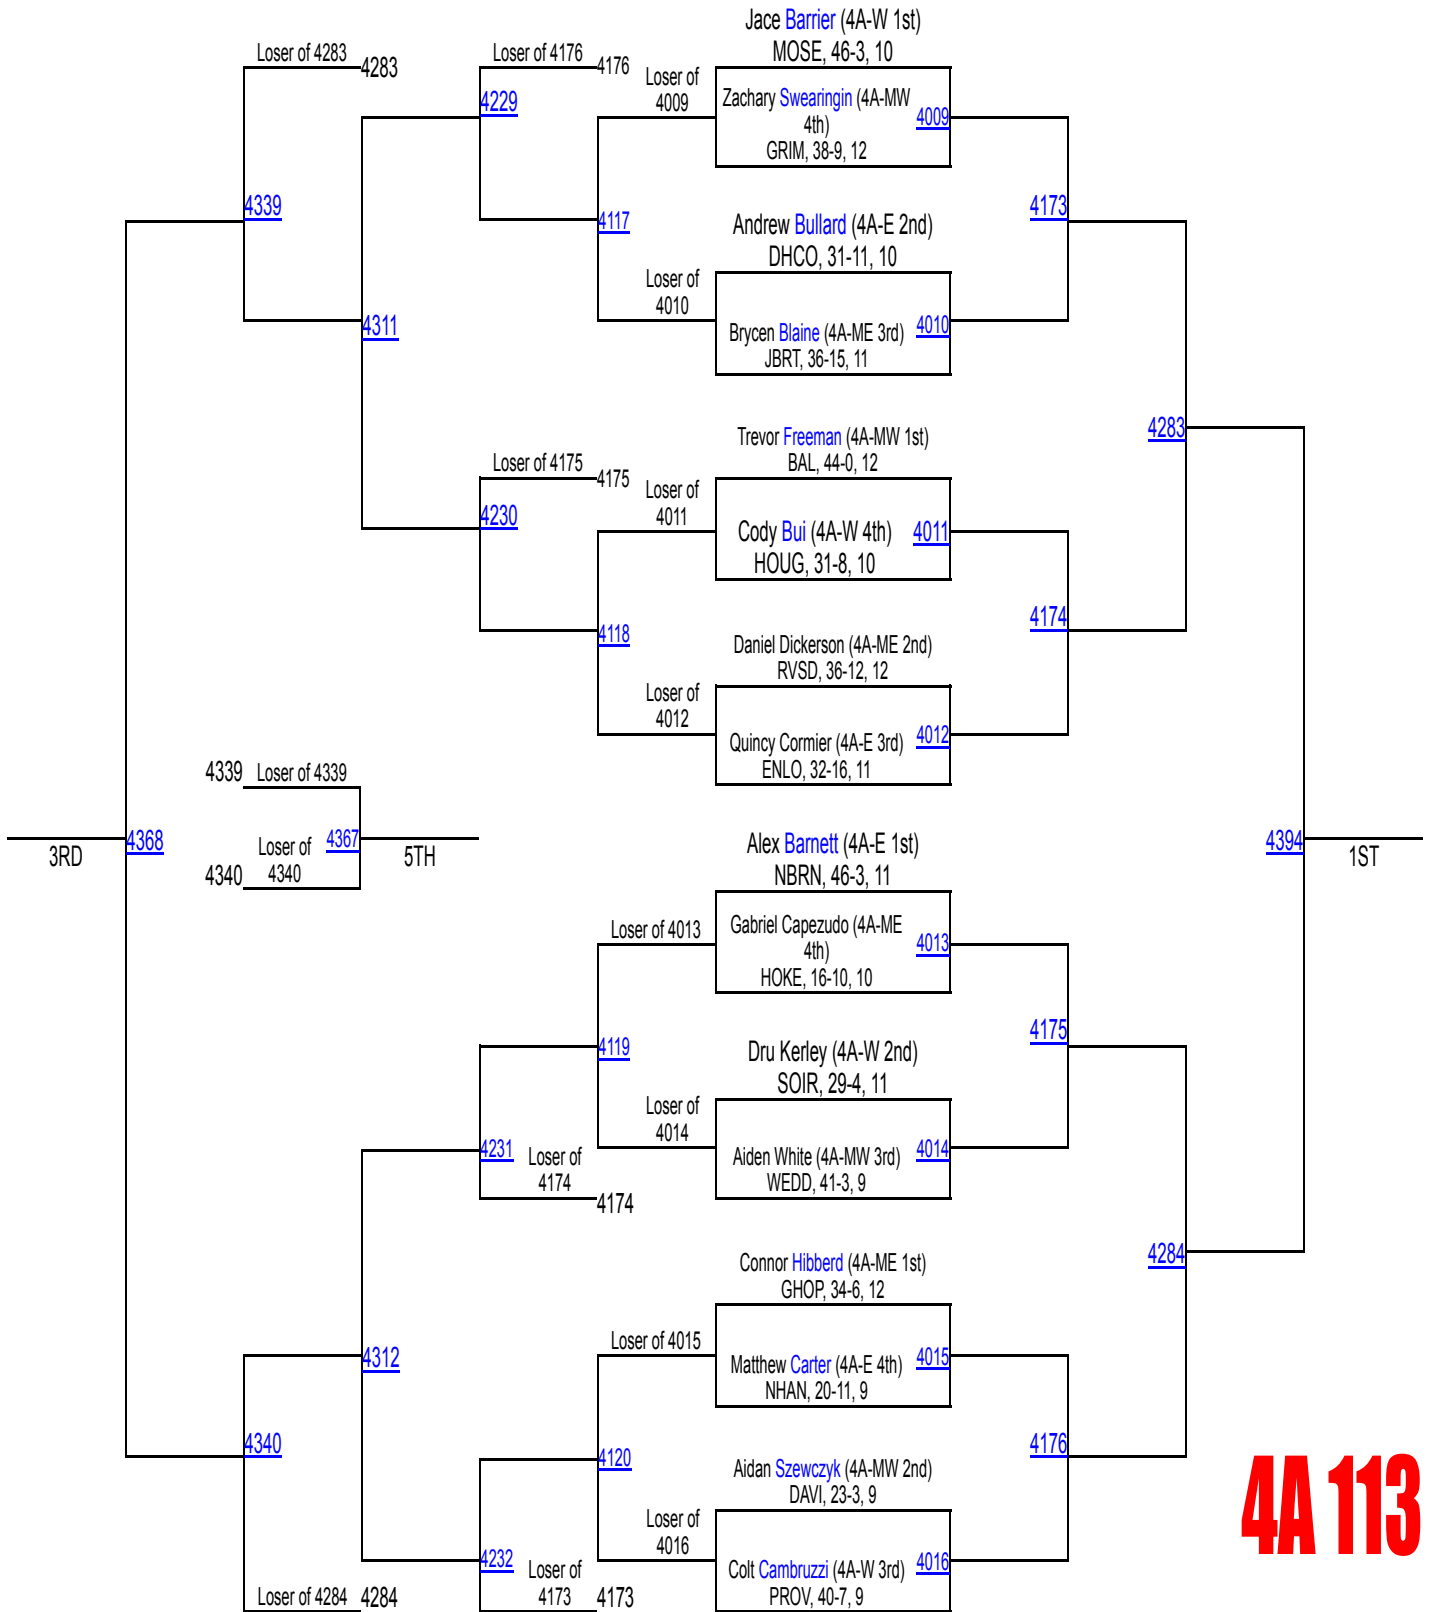 Jace Barrier (4A-W 1st)
MOSE, 46-3, 10
Loser of 4283
4283
Loser of 4176
4176
Loser of
4009
Zachary Swearingin (4A-MW
4th)
GRIM, 38-9, 12
4009
4229
4339
4117
4173
Andrew Bullard (4A-E 2nd)
DHCO, 31-11, 10
Loser of
4010
Brycen Blaine (4A-ME 3rd)
JBRT, 36-15, 11
4010
4311
4283
Trevor Freeman (4A-MW 1st)
BAL, 44-0, 12
Loser of 4175
4175
Loser of
4011
4230
Cody Bui (4A-W 4th)
HOUG, 31-8, 10
4011
4118
4174
Daniel Dickerson (4A-ME 2nd)
RVSD, 36-12, 12
Loser of
4012
Quincy Cormier (4A-E 3rd)
ENLO, 32-16, 11
4012
4339
Loser of 4339
4368
3RD
Loser of
4340
4340
4367
5TH
4394
1ST
Alex Barnett (4A-E 1st)
NBRN, 46-3, 11
Loser of 4013
Gabriel Capezudo (4A-ME
4th)
HOKE, 16-10, 10
4013
4119
4175
Dru Kerley (4A-W 2nd)
SOIR, 29-4, 11
Loser of
4014
Aiden White (4A-MW 3rd)
WEDD, 41-3, 9
4014
4231
Loser of
4174
4174
4284
Connor Hibberd (4A-ME 1st)
GHOP, 34-6, 12
Loser of 4015
Matthew Carter (4A-E 4th)
NHAN, 20-11, 9
4015
4312
4340
4120
4176
Aidan Szewczyk (4A-MW 2nd)
DAVI, 23-3, 9
Loser of
4016
Colt Cambruzzi (4A-W 3rd)
PROV, 40-7, 9
4016
4232
Loser of
4173
4173
Loser of 4284
4284
4A 113